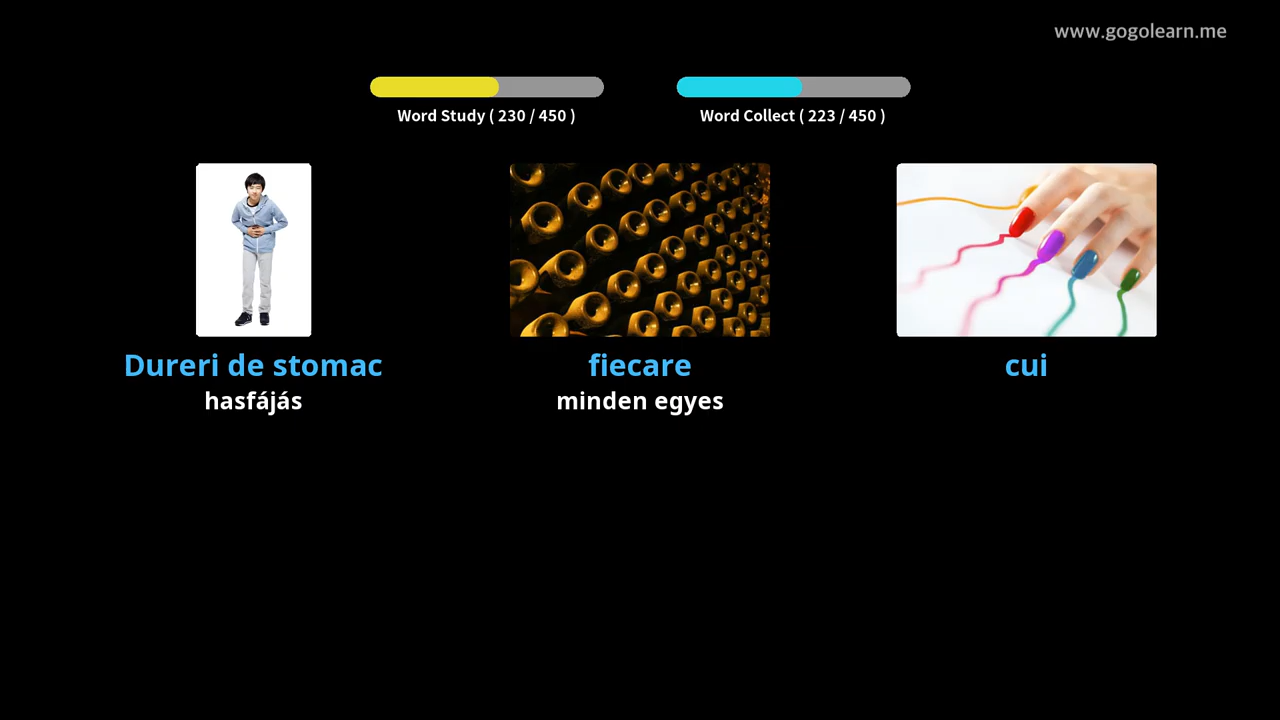 www.gogolearn.me
Word Study ( 230 / 450 )
Word Collect ( 223 / 450 )
Dureri de stomac
hasfájás
fiecare
minden egyes
cui